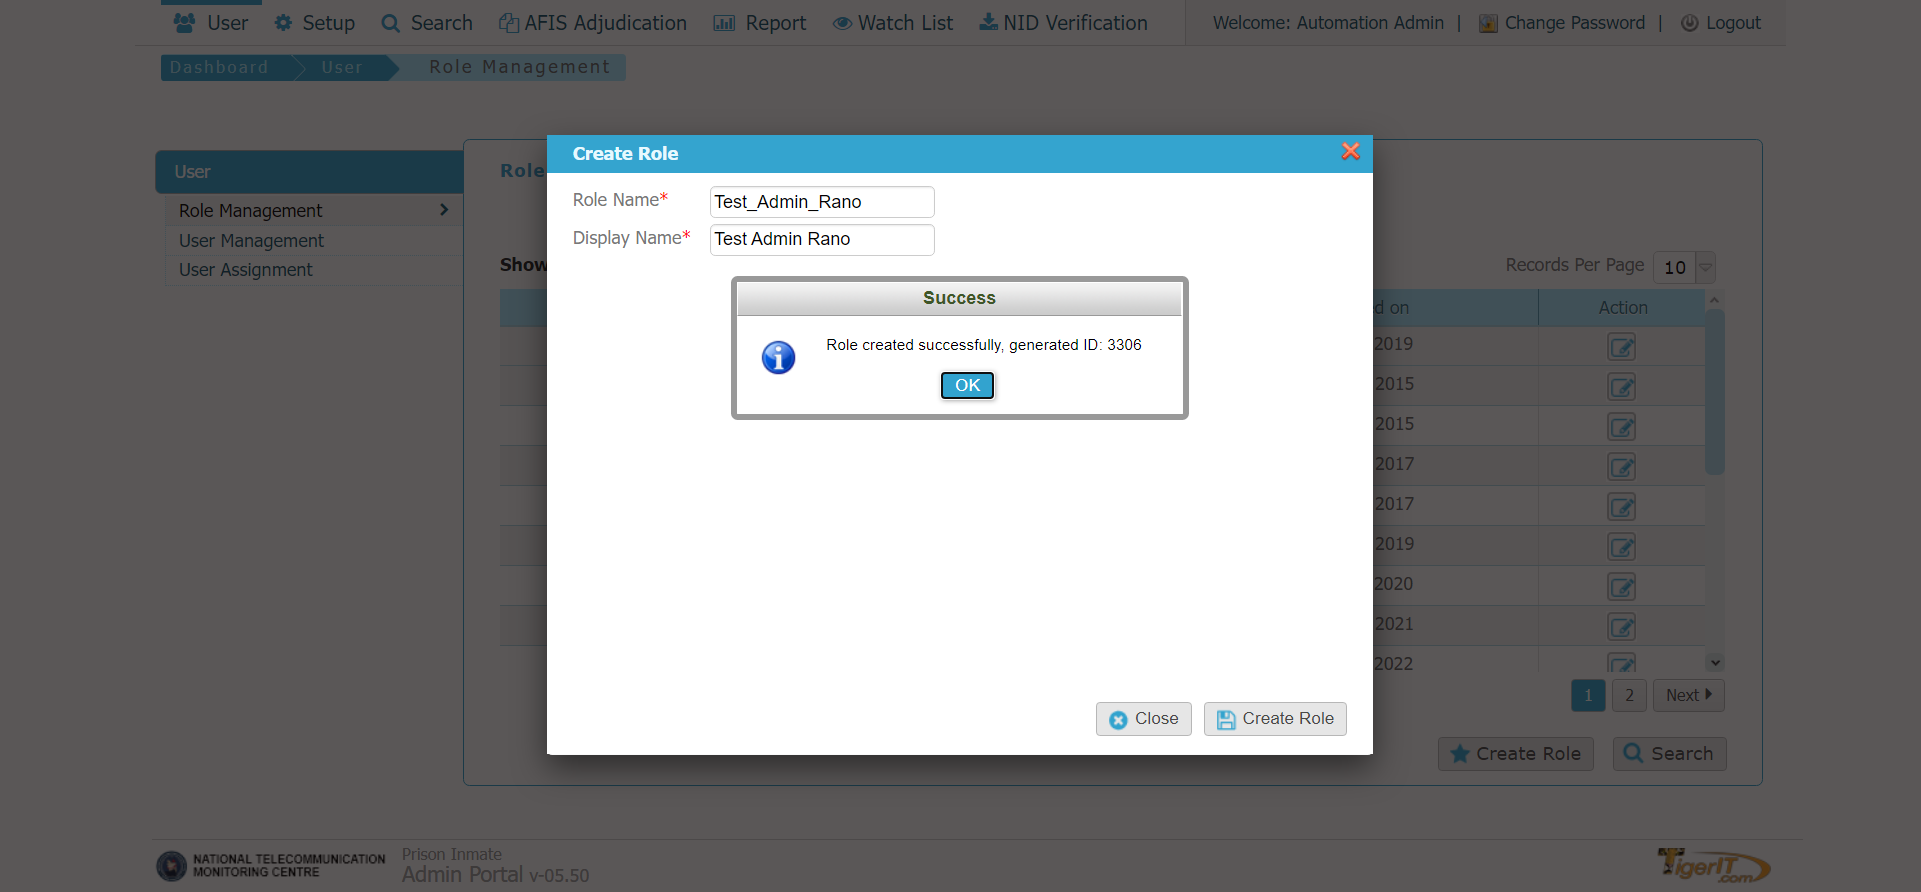 User Setup Search AFIS Adjudication Report Watch List NID Verification Welcome: Automation Admin | Change Password | Logout
Dashboard User Role Management
User
Role Management
User Management
User Assignment
Role
Show
Records Per Page 10
d on Action
2019
2015
2015
2017
2017
2019
2020
2021
2022
1 2 Next
Create Role Search
Create Role
Role Name* Test_Admin_Rano
Display Name* Test Admin Rano
Success
Role created successfully, generated ID: 3306
OK
Close Create Role
NATIONAL TELECOMMUNICATION
MONITORING CENTRE
Prison Inmate
Admin Portal v-05.50
TigerIT
.com